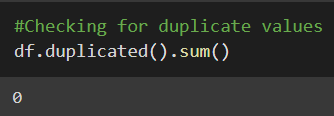 #Checking for duplicate values
df.duplicated().sum()
0